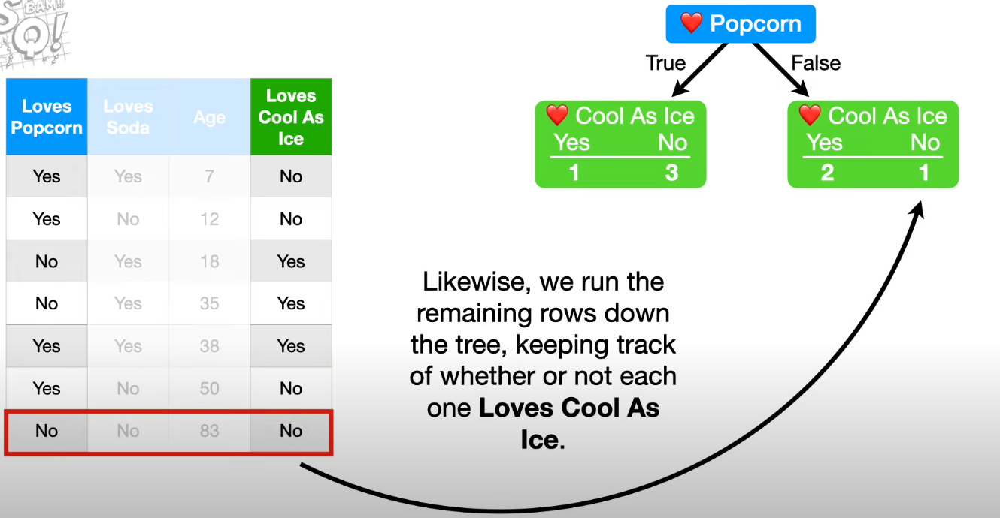 BAM!!!
Q!
❤️ Popcorn
True False
❤️ Cool As Ice
Yes No
1 3
❤️ Cool As Ice
Yes No
2 1
Loves Popcorn Loves Soda Age Loves Cool As Ice
Yes Yes 7 No
Yes No 12 No
No Yes 18 Yes
No Yes 35 Yes
Yes Yes 38 Yes
Yes No 50 No
No No 83 No
Likewise, we run the
remaining rows down
the tree, keeping track
of whether or not each
one Loves Cool As
Ice.